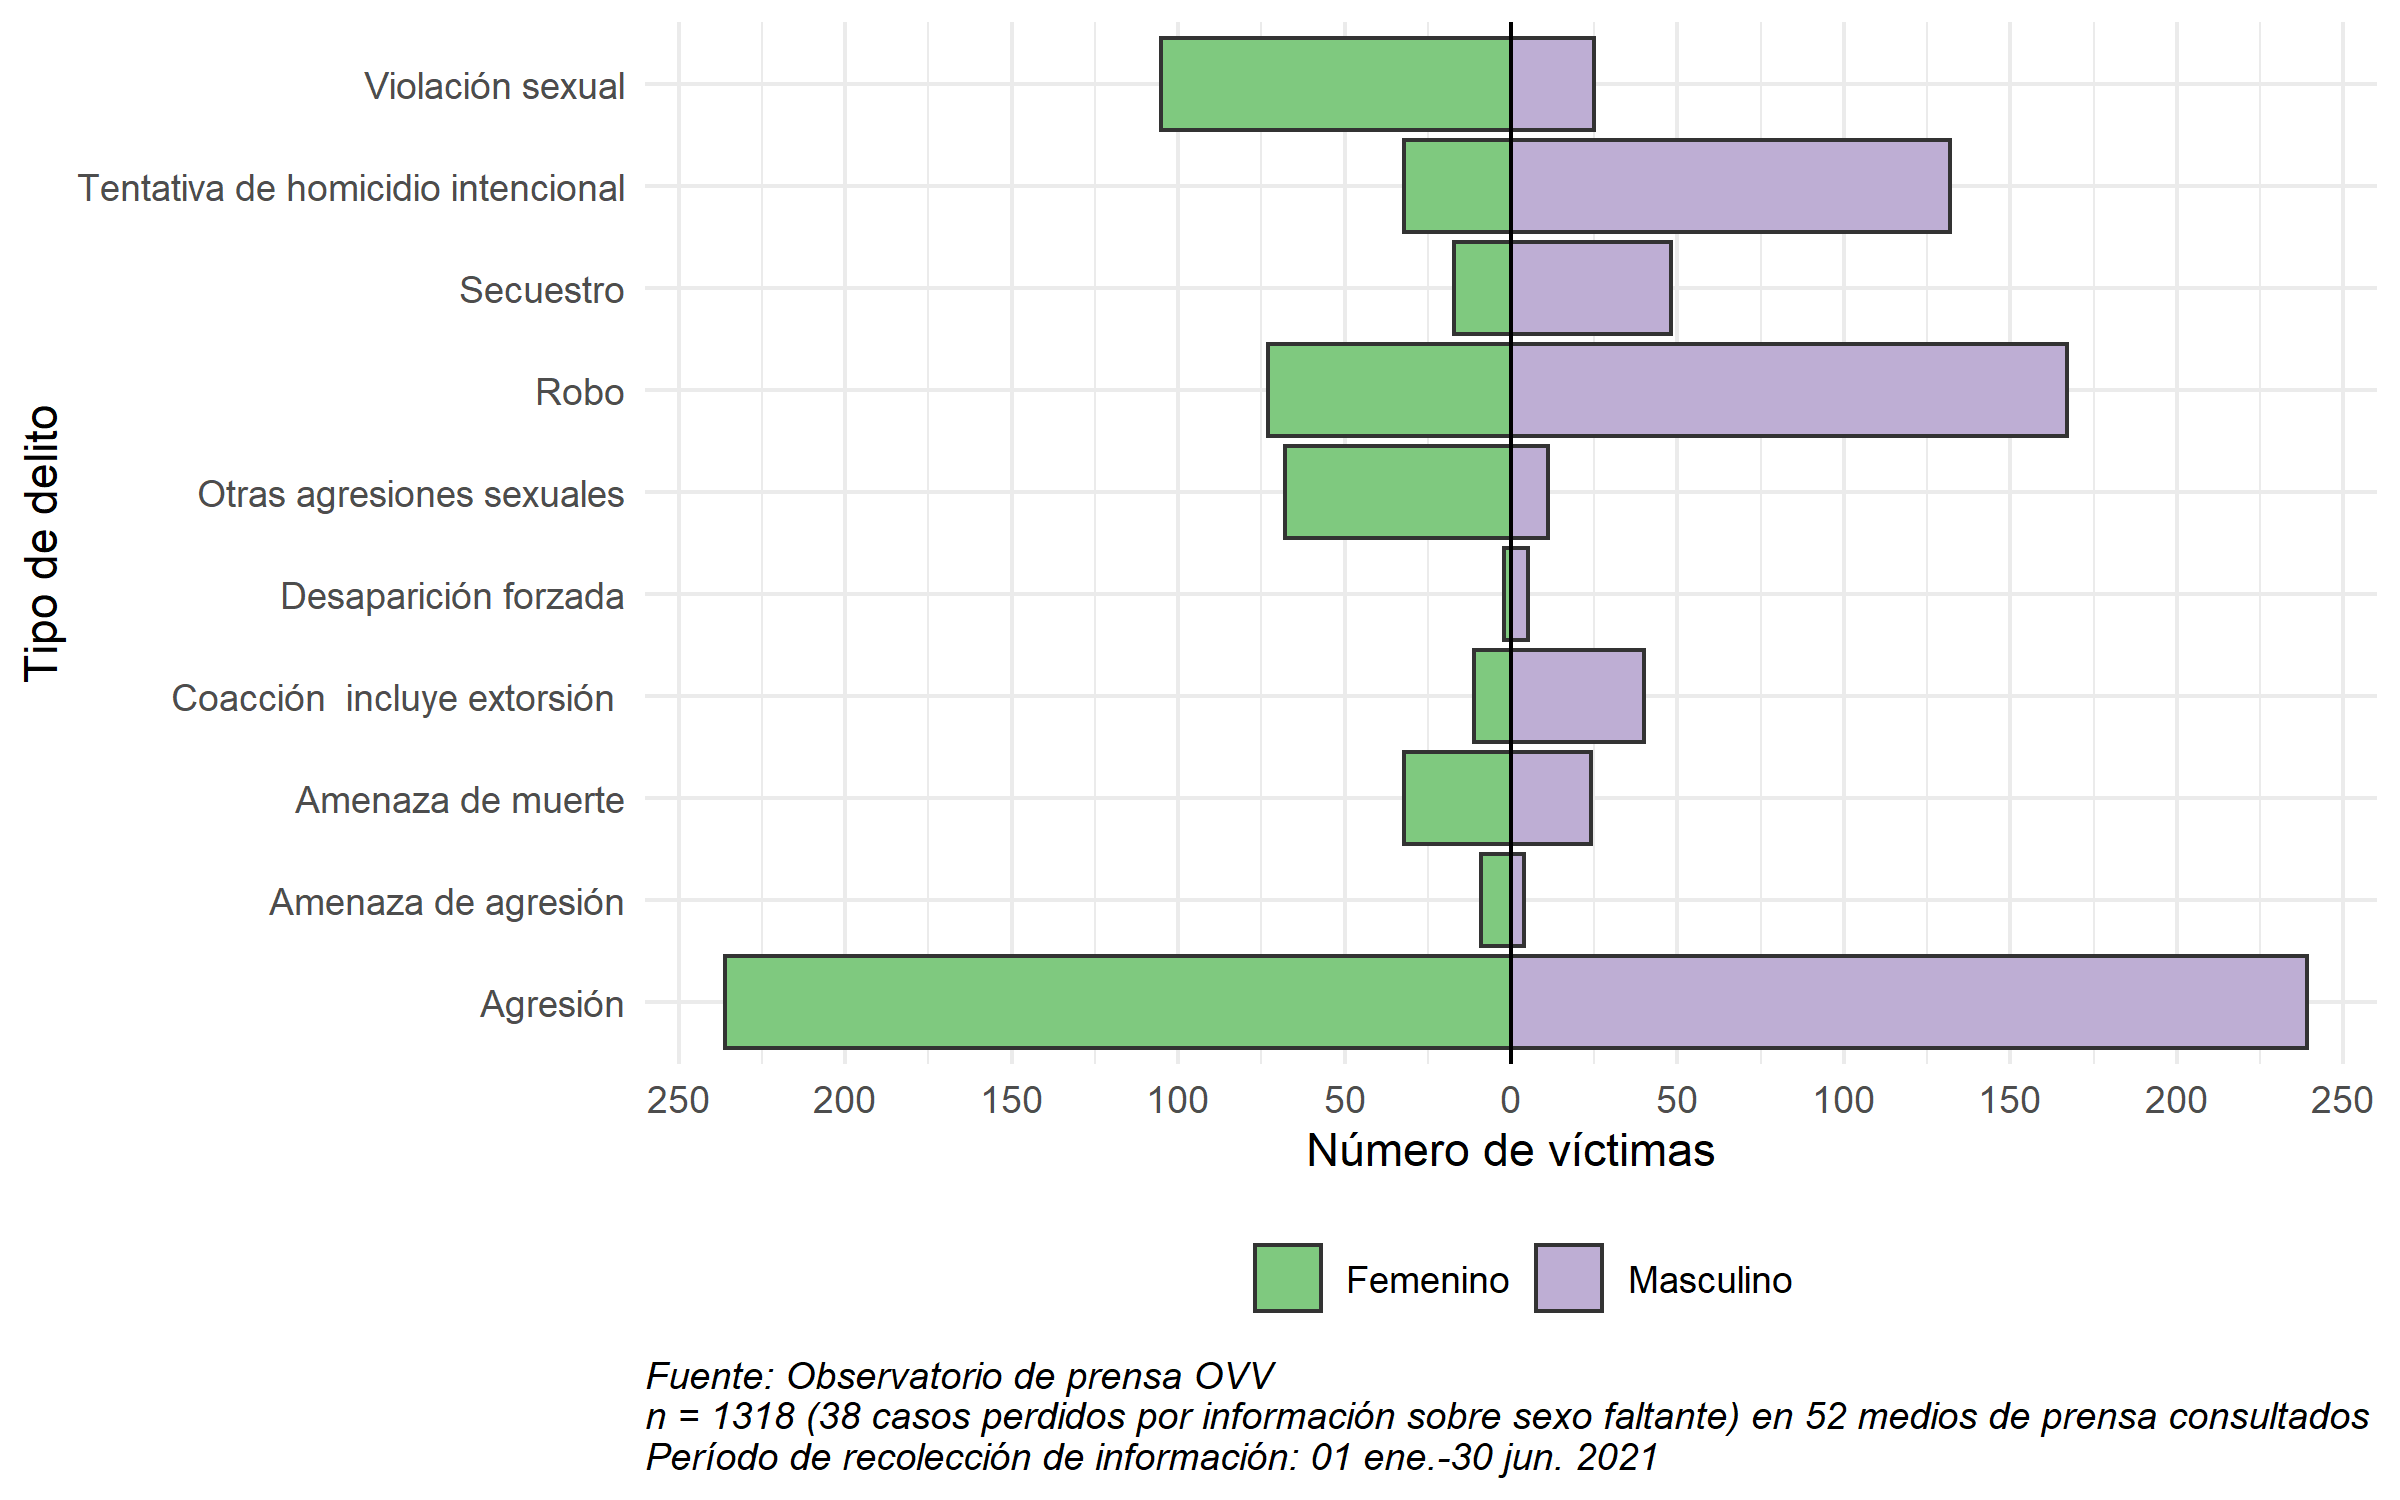 Tipo de delito
Violación sexual
Tentativa de homicidio intencional
Secuestro
Robo
Otras agresiones sexuales
Desaparición forzada
Coacción  incluye extorsión
Amenaza de muerte
Amenaza de agresión
Agresión
250 200 150 100 50 0 50 100 150 200 250
Número de víctimas
Femenino Masculino
Fuente: Observatorio de prensa OVV
n = 1318 (38 casos perdidos por información sobre sexo faltante) en 52 medios de prensa consultados
Período de recolección de información: 01 ene.-30 jun. 2021